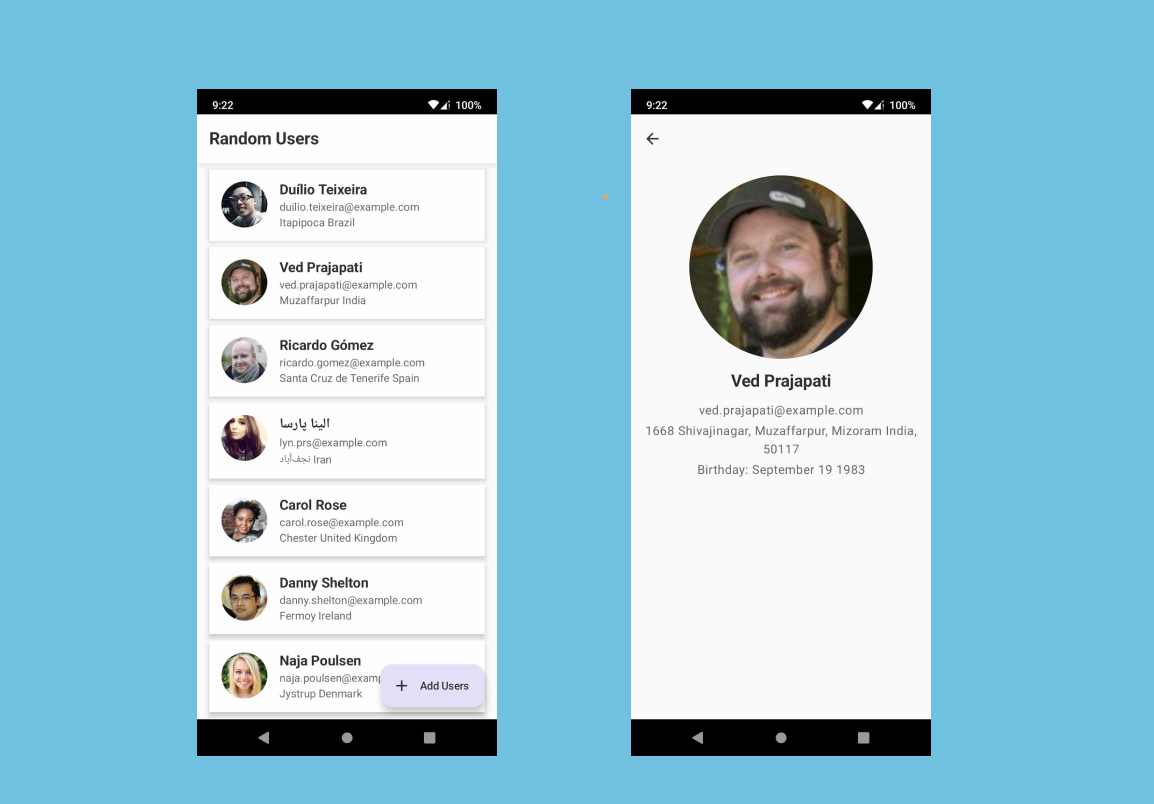 9:22
100%
Random Users
Duílio Teixeira
duilio.teixeira@example.com
Itapipoca Brazil
Ved Prajapati
ved.prajapati@example.com
Muzaffarpur India
Ricardo Gómez
ricardo.gomez@example.com
Santa Cruz de Tenerife Spain
الینا پارسا
lyn.prs@example.com
نجف‌آباد Iran
Carol Rose
carol.rose@example.com
Chester United Kingdom
Danny Shelton
danny.shelton@example.com
Fermoy Ireland
Naja Poulsen
naja.poulsen@examp
Jystrup Denmark
Add Users
9:22
100%
Ved Prajapati
ved.prajapati@example.com
1668 Shivajinagar, Muzaffarpur, Mizoram India,
50117
Birthday: September 19 1983